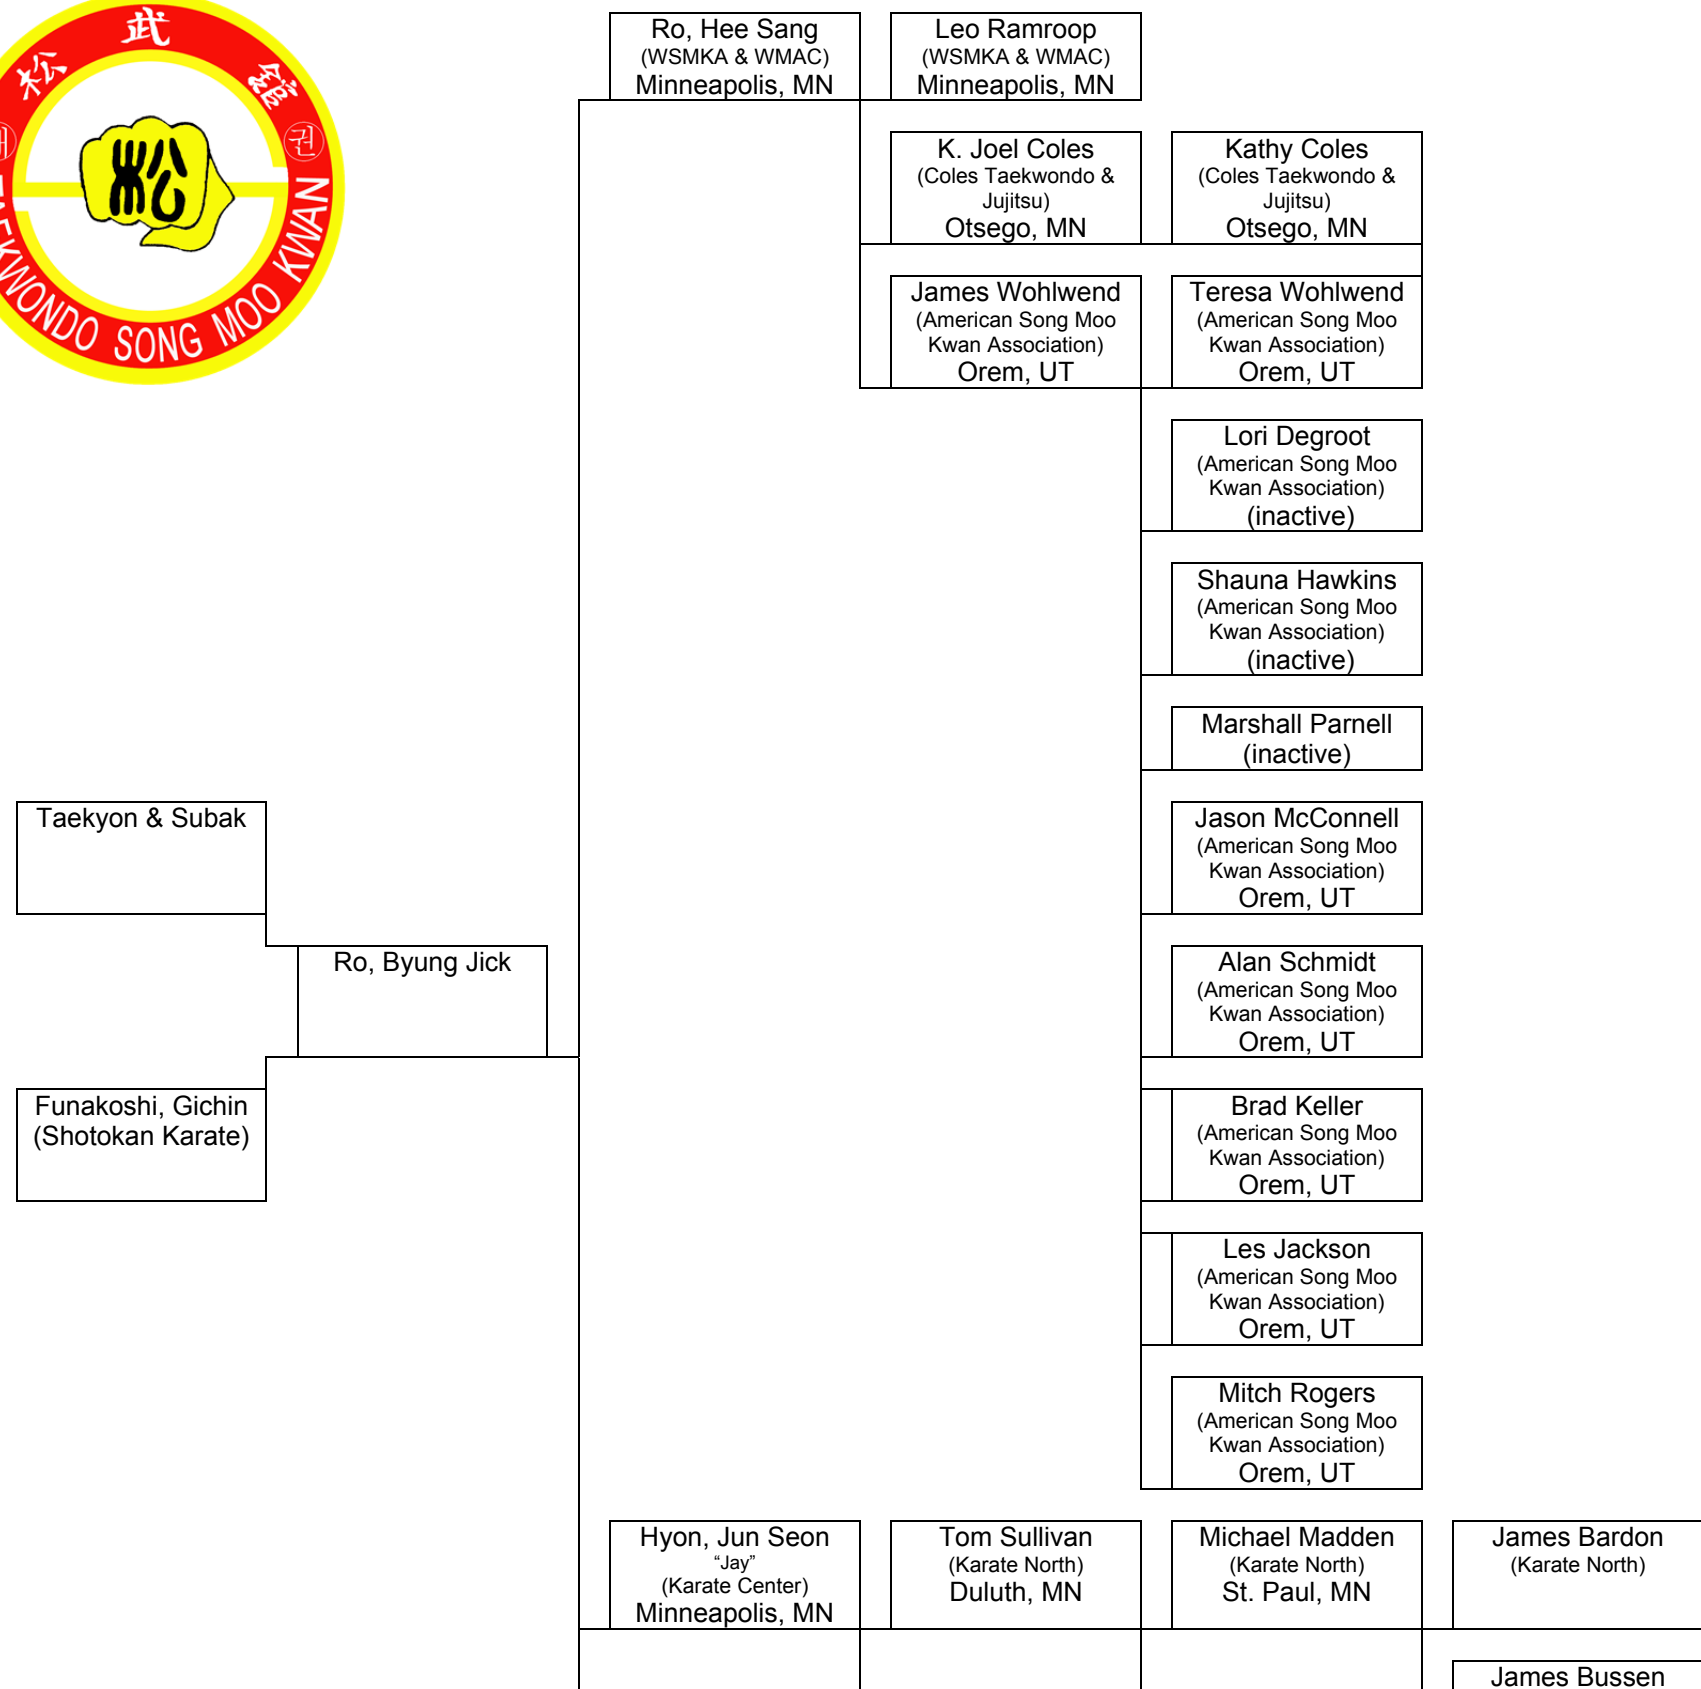 武
松
館
권
TAEKWONDO SONG MOO KWAN
松
Ro, Hee Sang
(WSMKA & WMAC)
Minneapolis, MN
Leo Ramroop
(WSMKA & WMAC)
Minneapolis, MN
K. Joel Coles
(Coles Taekwondo &
Jujitsu)
Otsego, MN
Kathy Coles
(Coles Taekwondo &
Jujitsu)
Otsego, MN
James Wohlwend
(American Song Moo
Kwan Association)
Orem, UT
Teresa Wohlwend
(American Song Moo
Kwan Association)
Orem, UT
Lori Degroot
(American Song Moo
Kwan Association)
(inactive)
Shauna Hawkins
(American Song Moo
Kwan Association)
(inactive)
Marshall Parnell
(inactive)
Taekyon & Subak
Jason McConnell
(American Song Moo
Kwan Association)
Orem, UT
Ro, Byung Jick
Alan Schmidt
(American Song Moo
Kwan Association)
Orem, UT
Funakoshi, Gichin
(Shotokan Karate)
Brad Keller
(American Song Moo
Kwan Association)
Orem, UT
Les Jackson
(American Song Moo
Kwan Association)
Orem, UT
Mitch Rogers
(American Song Moo
Kwan Association)
Orem, UT
Hyon, Jun Seon
“Jay”
(Karate Center)
Minneapolis, MN
Tom Sullivan
(Karate North)
Duluth, MN
Michael Madden
(Karate North)
St. Paul, MN
James Bardon
(Karate North)
James Bussen